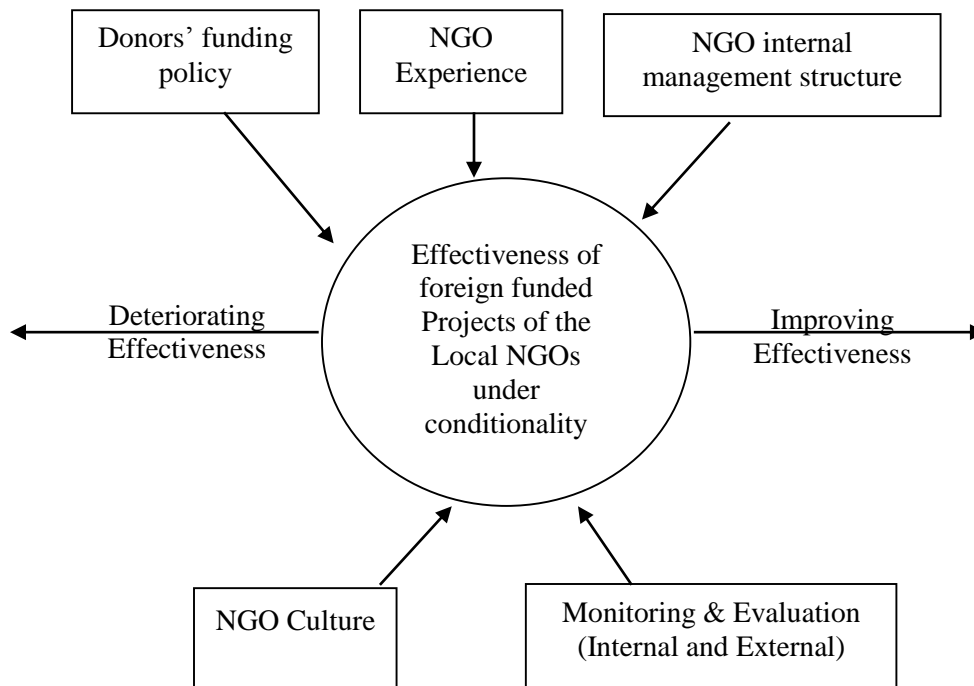 Donors’ funding
policy
NGO
Experience
NGO internal
management structure
Effectiveness of
foreign funded
Projects of the
Local NGOs
under
conditionality
Deteriorating
Effectiveness
Improving
Effectiveness
NGO Culture
Monitoring & Evaluation
(Internal and External)